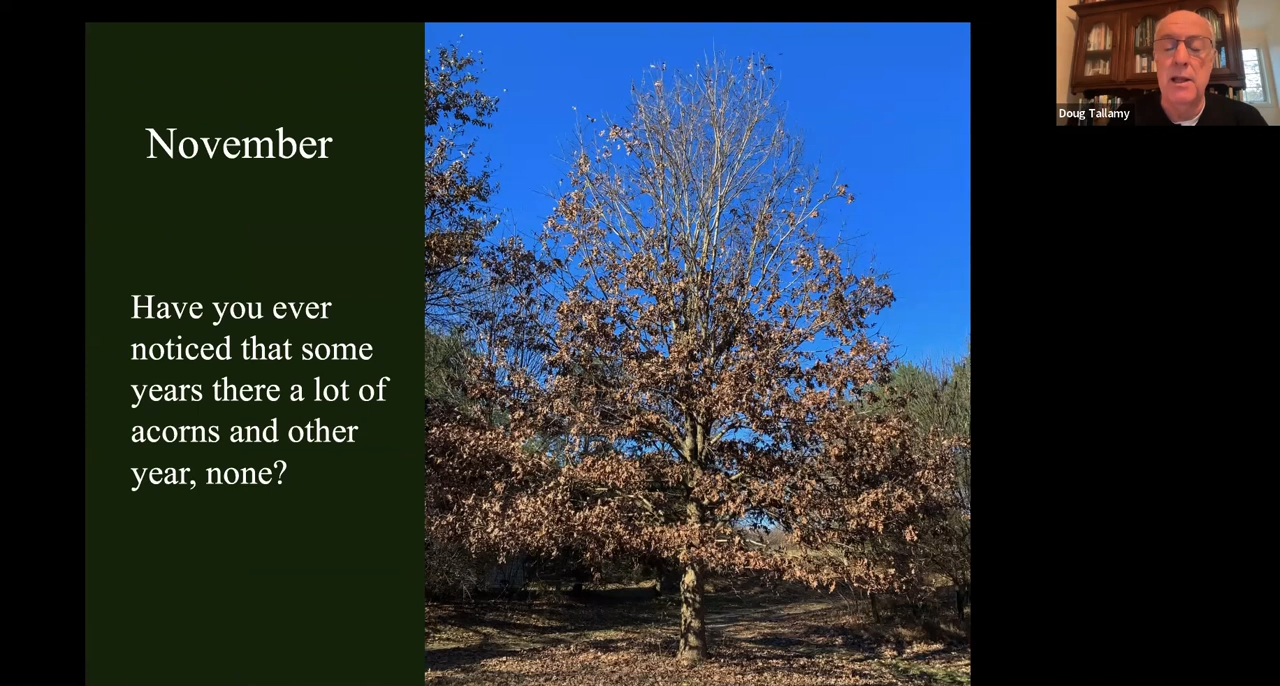 November
Have you ever
noticed that some
years there a lot of
acorns and other
year, none?
Doug Tallamy